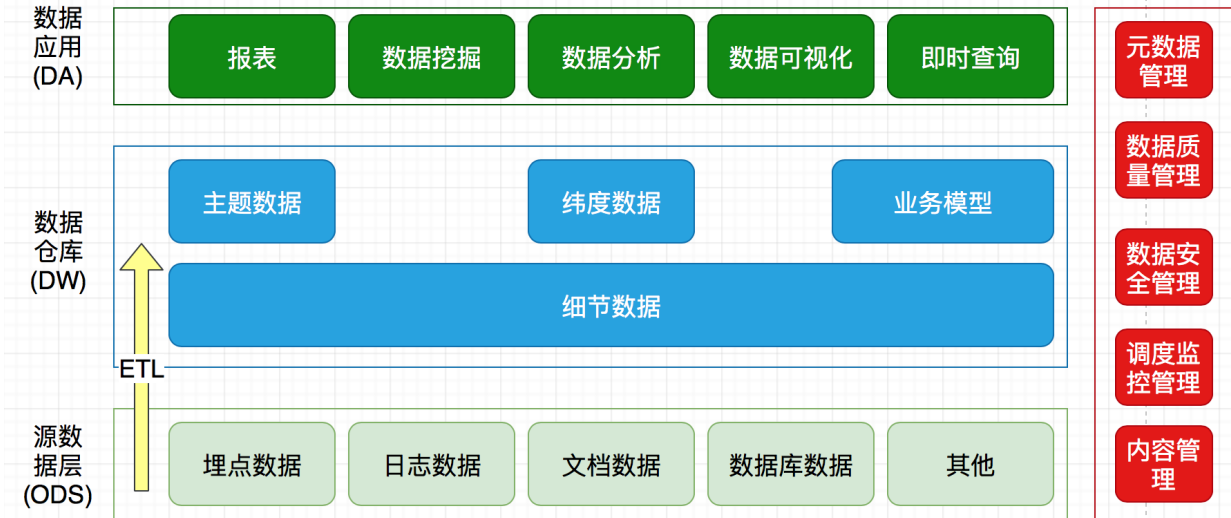 数据
应用
(DA)
报表
数据挖掘
数据分析
数据可视化
即时查询
数据
仓库
(DW)
主题数据
纬度数据
业务模型
细节数据
ETL
源数
据层
(ODS)
埋点数据
日志数据
文档数据
数据库数据
其他
元数据
管理
数据质
量管理
数据安
全管理
调度监
控管理
内容管
理